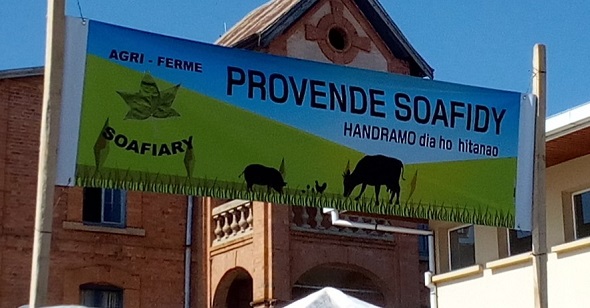 AGRI - FERME
SOAFIARY
PROVENDE SOAFIDY
HANDRAMO dia ho hitanao